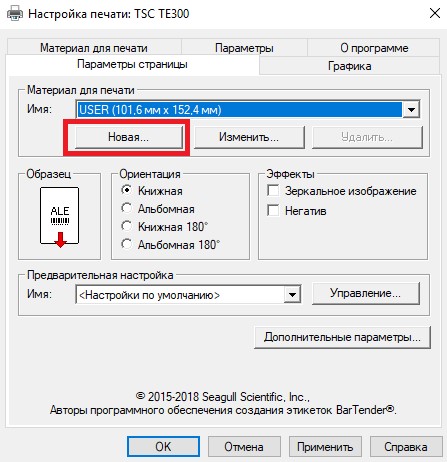 Настройка печати: TSC TE300
Материал для печати
Параметры
О программе
Параметры страницы
Графика
Материал для печати
Имя:
USER (101,6 мм x 152,4 мм)
Новая...
Изменить...
Удалить...
Образец
ALE
Ориентация
Книжная
Альбомная
Книжная 180°
Альбомная 180°
Эффекты
Зеркальное изображение
Негатив
Предварительная настройка
Имя:
<Настройки по умолчанию>
Управление...
Дополнительные параметры...
© 2015-2018 Seagull Scientific, Inc.,
Авторы программного обеспечения создания этикеток BarTender®.
OK
Отмена
Применить
Справка